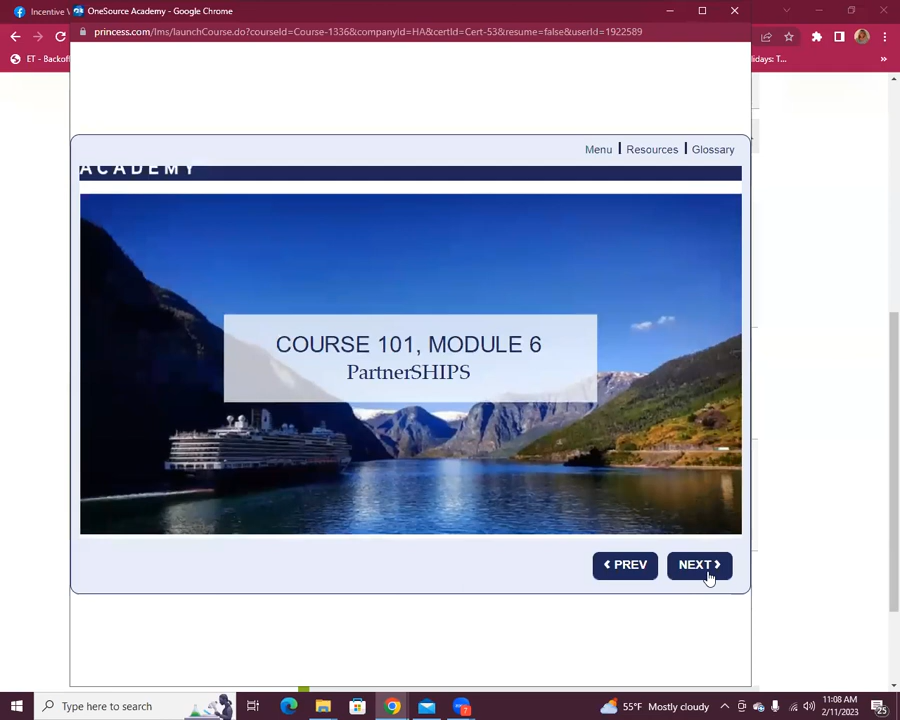 Incentive V
OneSource Academy - Google Chrome
princess.com/lms/launchCourse.do?courseId=Course-1336&companyId=HA&certId=Cert-53&resume=false&userId=1922589
ET - Backoff
lidays: T...
»
Menu | Resources | Glossary
ACADEMY
COURSE 101, MODULE 6
PartnerSHIPS
PREV NEXT
Type here to search
7
55°F Mostly cloudy
11:08 AM
2/11/2023
25